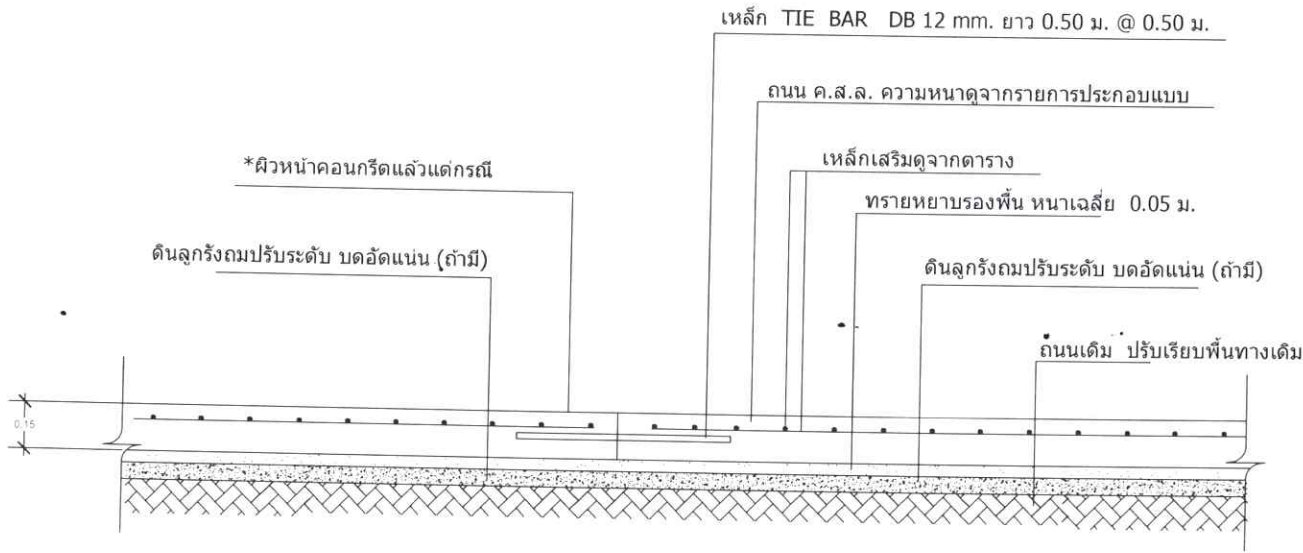 เหล็ก TIE BAR DB 12 mm. ยาว 0.50 ม. @ 0.50 ม.
ถนน ค.ส.ล. ความหนาดูจากรายการประกอบแบบ
*ผิวหน้าคอนกรีตแล้วแต่กรณี
เหล็กเสริมดูจากตาราง
ทรายหยาบรองพื้น หนาเฉลี่ย 0.05 ม.
ดินลูกรังถมปรับระดับ บดอัดแน่น (ถ้ามี)
ดินลูกรังถมปรับระดับ บดอัดแน่น (ถ้ามี)
ถนนเดิม ปรับเรียบพื้นทางเดิม
0.15